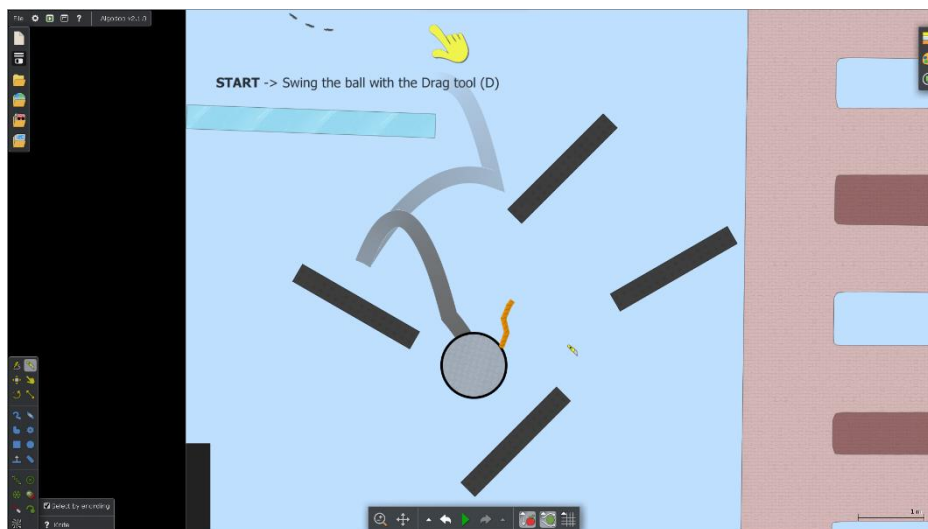 File ? Algodoo v2.1.0
START -> Swing the ball with the Drag tool (D)
Select by encircling
? Knife
1 m